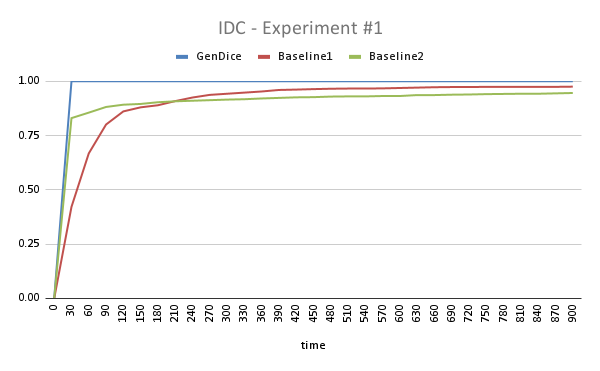 IDC - Experiment #1
GenDice Baseline1 Baseline2
1.00
0.75
0.50
0.25
0.00
0 30 60 90 120 150 180 210 240 270 300 330 360 390 420 450 480 510 540 570 600 630 660 690 720 750 780 810 840 870 900
time